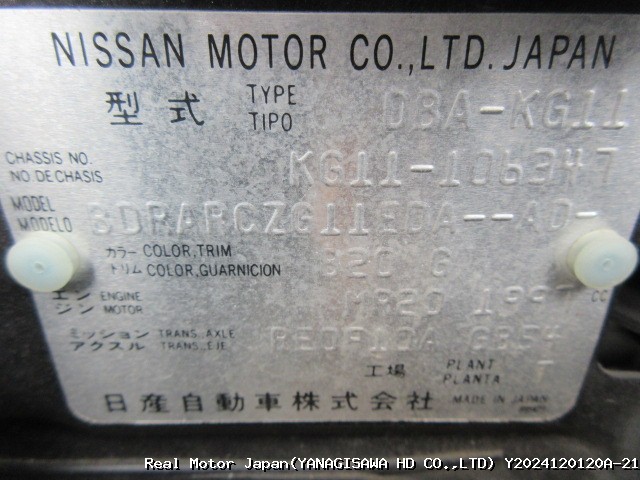 NISSAN MOTOR CO.,LTD. JAPAN
型式 TYPE TIPO DBA-KG11
CHASSIS NO. NO DE CHASIS KG11-106347
MODEL MODELO
カラー COLOR,TRIM
トリム COLOR,GUARNICION G
エンジン ENGINE MOTOR MR20 1997 CC
ミッション TRANS. AXLE
アクスル TRANS., EJE RE0F10A GB54
工場 PLANT PLANTA T
日産自動車株式会社 MADE IN JAPAN
Real Motor Japan(YANAGISAWA HD CO.,LTD) Y2024120120A-21